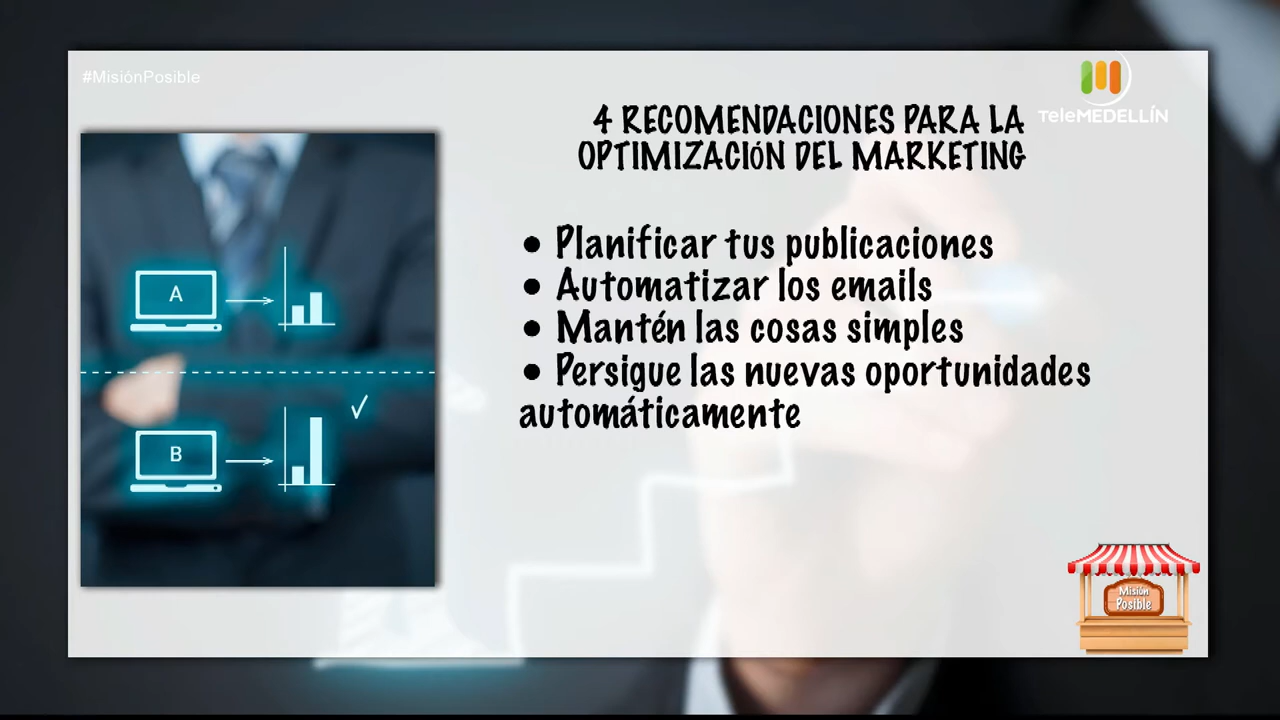 #MisiónPosible
TeleMEDELLÍN
4 RECOMENDACIONES PARA LA
OPTIMIZACIÓN DEL MARKETING
• Planificar tus publicaciones
• Automatizar los emails
• Mantén las cosas simples
• Persigue las nuevas oportunidades
automáticamente
A
B
Misión
Posible